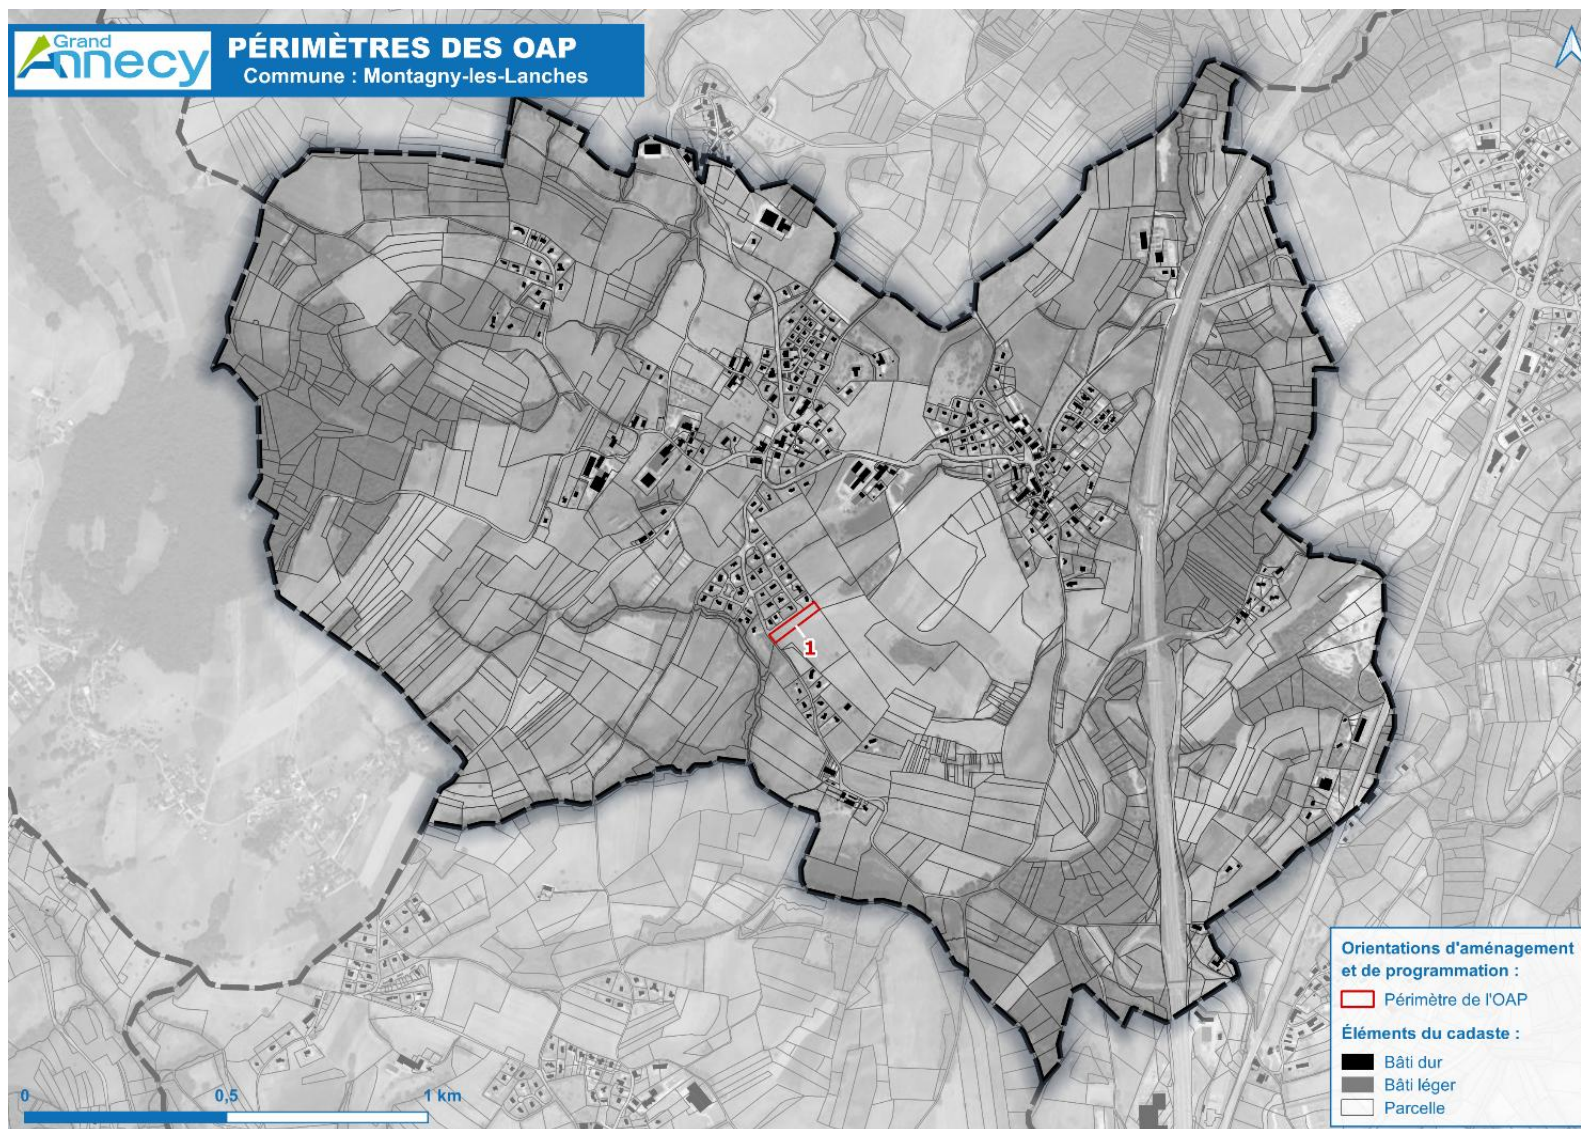 Grand
Annecy
PÉRIMÈTRES DES OAP
Commune : Montagny-les-Lanches
1
Orientations d'aménagement
et de programmation :
Périmètre de l'OAP
Éléments du cadaste :
Bâti dur
Bâti léger
Parcelle
0 0,5 1 km